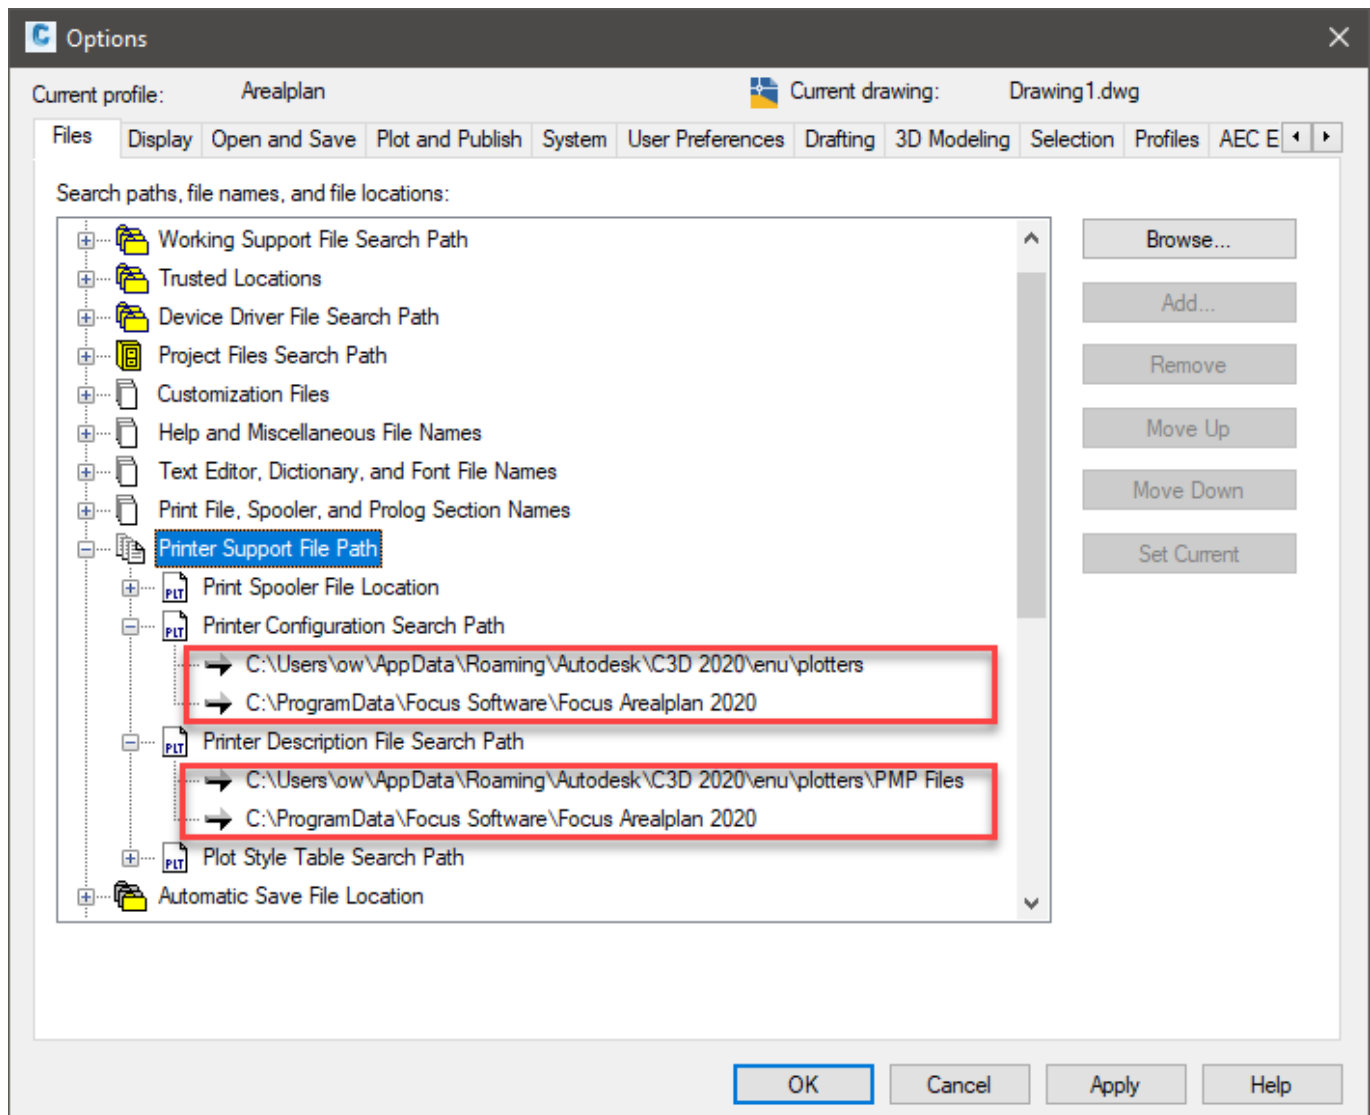 Options
Current profile: Arealplan Current drawing: Drawing1.dwg
Files Display Open and Save Plot and Publish System User Preferences Drafting 3D Modeling Selection Profiles AEC E
Search paths, file names, and file locations:
Working Support File Search Path
Browse...
Trusted Locations
Add...
Device Driver File Search Path
Project Files Search Path
Remove
Customization Files
Help and Miscellaneous File Names
Move Up
Text Editor, Dictionary, and Font File Names
Move Down
Print File, Spooler, and Prolog Section Names
Printer Support File Path
Set Current
PLT Print Spooler File Location
PLT Printer Configuration Search Path
C:\Users\ow\AppData\Roaming\Autodesk\C3D 2020\enu\plotters
C:\ProgramData\Focus Software\Focus Arealplan 2020
PLT Printer Description File Search Path
C:\Users\ow\AppData\Roaming\Autodesk\C3D 2020\enu\plotters\PMP Files
C:\ProgramData\Focus Software\Focus Arealplan 2020
PLT Plot Style Table Search Path
Automatic Save File Location
OK Cancel Apply Help